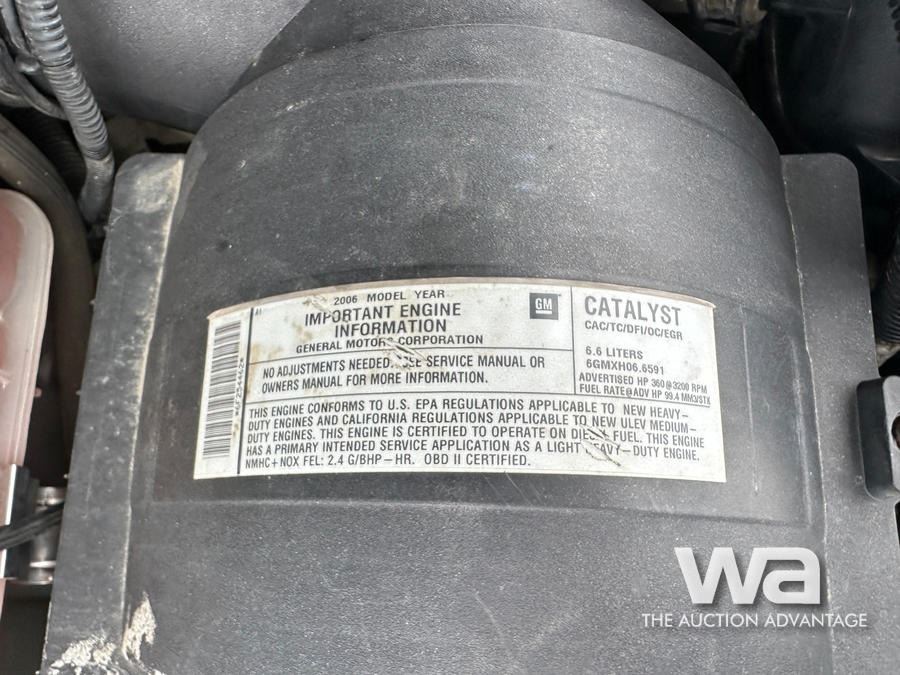 2006 MODEL YEAR
IMPORTANT ENGINE
INFORMATION
GENERAL MOTORS CORPORATION
GM
NO ADJUSTMENTS NEEDED. SEE SERVICE MANUAL OR
OWNERS MANUAL FOR MORE INFORMATION.
CATALYST
CAC/TC/DFI/OC/EGR
6.6 LITERS
6GMXH06.6591
ADVERTISED HP 360@3200 RPM
FUEL RATE@ADV HP 99.4 MM3/STK
THIS ENGINE CONFORMS TO U.S. EPA REGULATIONS APPLICABLE TO NEW HEAVY-
DUTY ENGINES AND CALIFORNIA REGULATIONS APPLICABLE TO NEW ULEV MEDIUM-
DUTY ENGINES. THIS ENGINE IS CERTIFIED TO OPERATE ON DIESEL FUEL. THIS ENGINE
HAS A PRIMARY INTENDED SERVICE APPLICATION AS A LIGHT HEAVY-DUTY ENGINE.
NMHC+NOX FEL: 2.4 G/BHP-HR. OBD II CERTIFIED.
wa
THE AUCTION ADVANTAGE